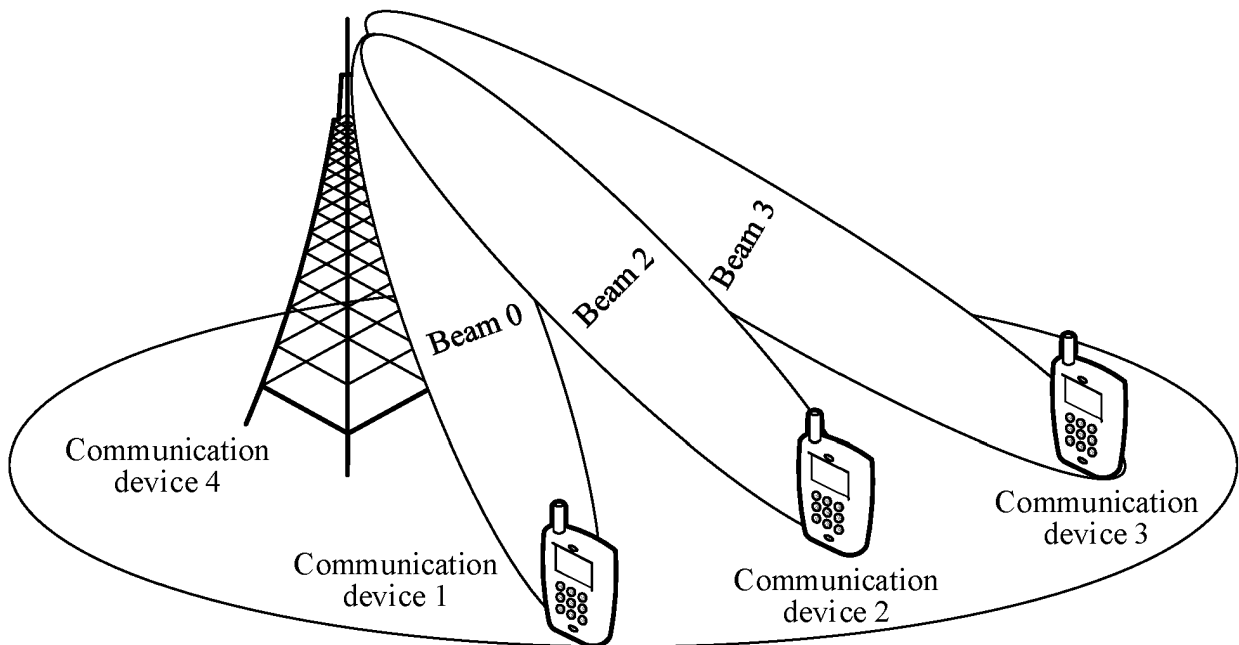 Beam 3
Beam 2
Beam 0
Communication
device 4
Communication
device 3
Communication
device 1
Communication
device 2